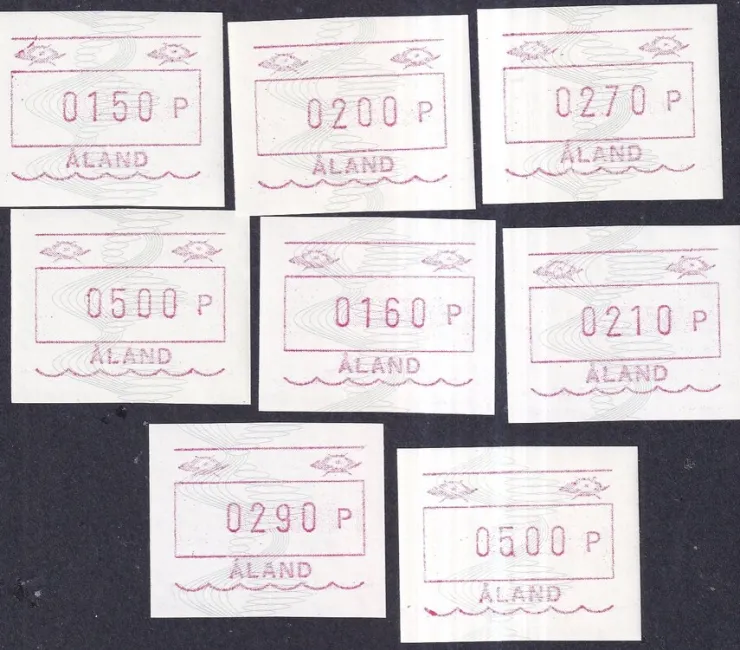 0150 P
ÅLAND
0200 P
ÅLAND
0270 P
ÅLAND
0500 P
ÅLAND
0160 P
ÅLAND
0210 P
ÅLAND
0290 P
ÅLAND
0500 P
ÅLAND